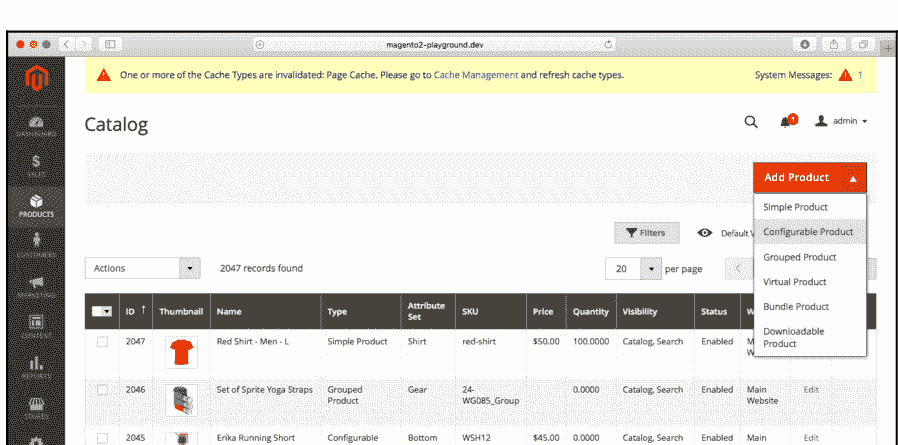 magento2-playground.dev
One or more of the Cache Types are invalidated: Page Cache. Please go to Cache Management and refresh cache types.
System Messages: 1
Catalog
1
admin
DASHBOARD
SALES
PRODUCTS
CUSTOMERS
MARKETING
CONTENT
REPORTS
STORES
Add Product
Simple Product
Configurable Product
Grouped Product
Virtual Product
Bundle Product
Downloadable
Product
Filters
Default
Actions
2047 records found
20 per page
ID Thumbnail Name Type Attribute Set SKU Price Quantity Visibility Status
2047 Red Shirt - Men - L Simple Product Shirt red-shirt $50.00 100.0000 Catalog, Search Enabled
2046 Set of Sprite Yoga Straps Grouped Product Gear 24-WG085_Group 0.0000 Catalog, Search Enabled Main Website Edit
2045 Erika Running Short Configurable Bottom WSH12 $45.00 0.0000 Catalog, Search Enabled Main Edit